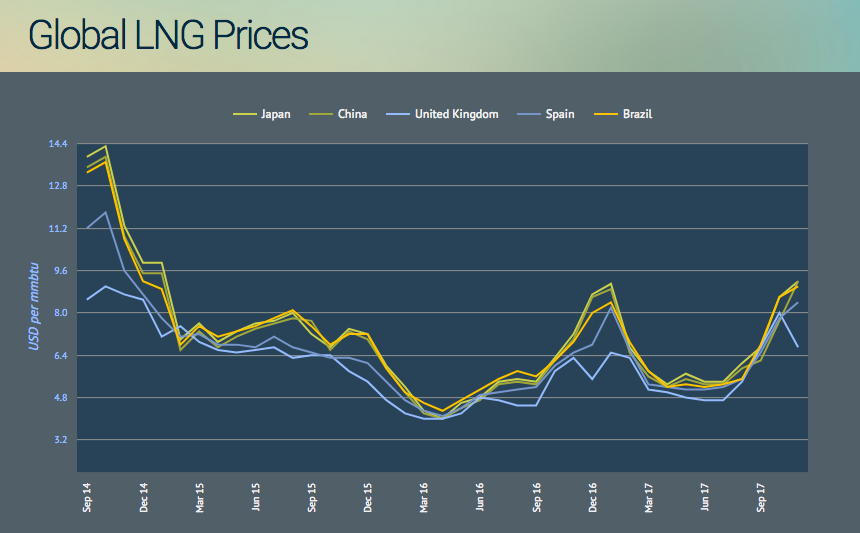 Global LNG Prices
Japan China United Kingdom Spain Brazil
14.4
12.8
11.2
9.6
8.0
6.4
4.8
3.2
USD per mmbtu
Sep 14 Dec 14 Mar 15 Jun 15 Sep 15 Dec 15 Mar 16 Jun 16 Sep 16 Dec 16 Mar 17 Jun 17 Sep 17